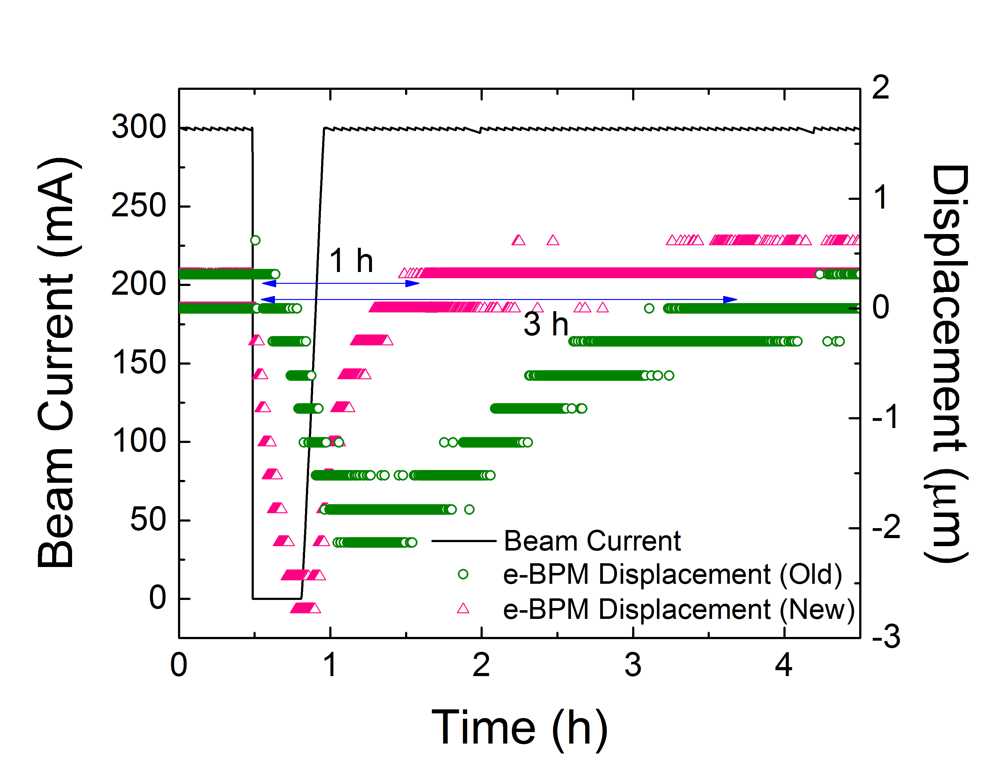 Beam Current (mA)
300
250
200
150
100
50
0
2
1
0
-1
-2
-3
Displacement (μm)
1 h
3 h
Beam Current
e-BPM Displacement (Old)
e-BPM Displacement (New)
0 1 2 3 4
Time (h)